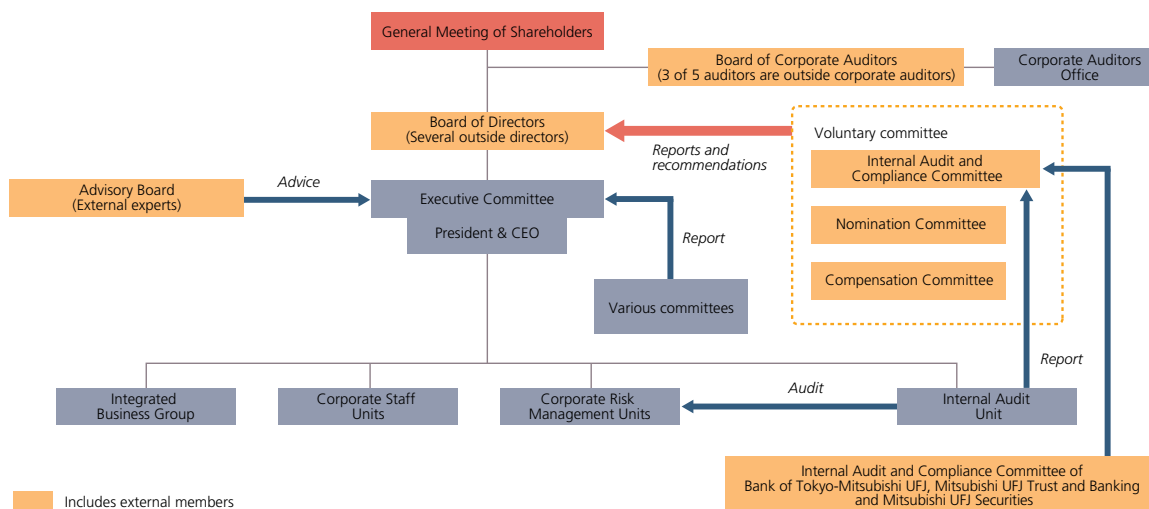 General Meeting of Shareholders
Board of Corporate Auditors
(3 of 5 auditors are outside corporate auditors)
Corporate Auditors
Office
Board of Directors
(Several outside directors)
Reports and
recommendations
Voluntary committee
Internal Audit and
Compliance Committee
Nomination Committee
Compensation Committee
Advisory Board
(External experts)
Advice
Executive Committee
President & CEO
Report
Various committees
Report
Integrated
Business Group
Corporate Staff
Units
Corporate Risk
Management Units
Audit
Internal Audit
Unit
Internal Audit and Compliance Committee of
Bank of Tokyo-Mitsubishi UFJ, Mitsubishi UFJ Trust and Banking
and Mitsubishi UFJ Securities
Includes external members